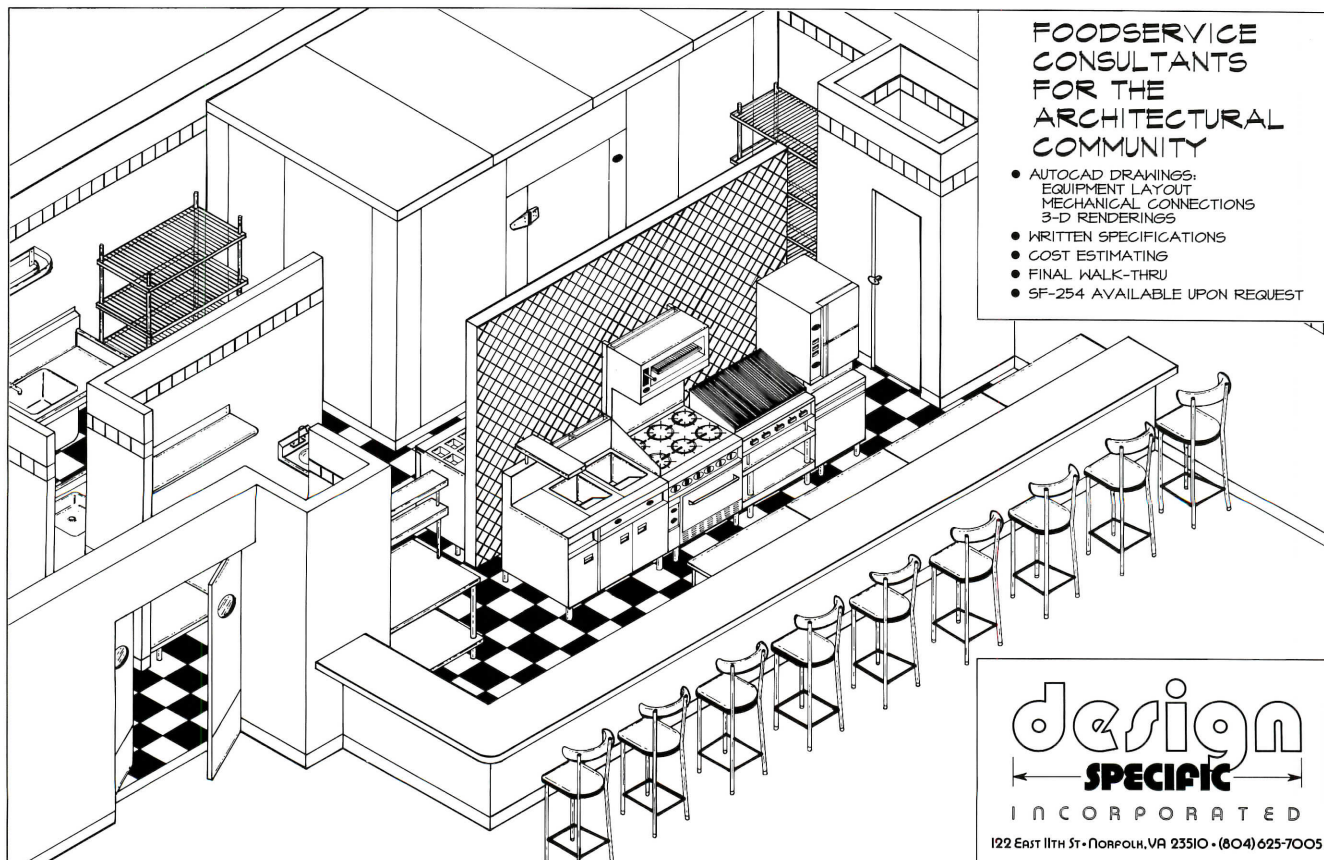 FOODSERVICE
CONSULTANTS
FOR THE
ARCHITECTURAL
COMMUNITY
• AUTOCAD DRAWINGS:
EQUIPMENT LAYOUT
MECHANICAL CONNECTIONS
3-D RENDERINGS
• WRITTEN SPECIFICATIONS
• COST ESTIMATING
• FINAL WALK-THRU
• SF-254 AVAILABLE UPON REQUEST
design
SPECIFIC
INCORPORATED
122 EAST 11TH ST • NORFOLK, VA 23510 • (804) 625-7005